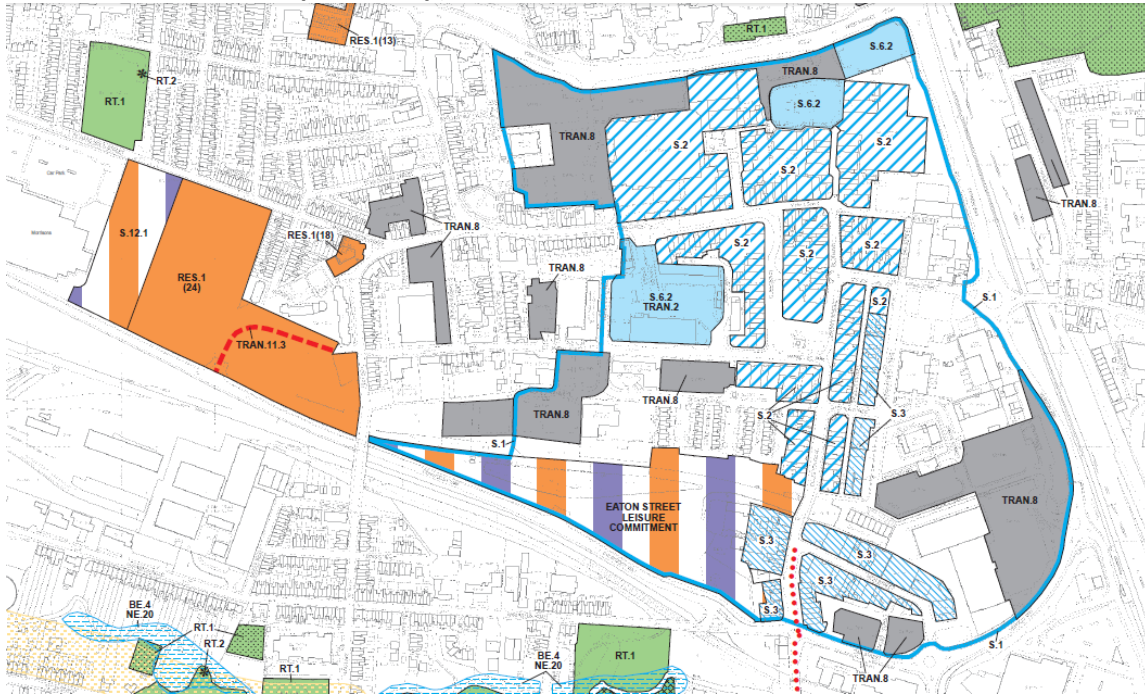 RES.1(13)
RT.1
S.6.2
RT.2
TRAN.8
RT.1
S.6.2
TRAN.8
S.2
S.2
S.2
Car Park
TRAN.8
Morrisons
S.12.1
RES.1(18)
TRAN.8
S.2
S.2
S.2
RES.1
(24)
TRAN.8
S.6.2
TRAN.2
S.2
S.1
TRAN.11.3
TRAN.8
TRAN.8
S.2
S.3
S.1
EATON STREET
LEISURE
COMMITMENT
TRAN.8
S.3
S.3
S.3
S.3
BE.4
NE.20
RT.1
RT.2
RT.1
BE.4
NE.20
RT.1
TRAN.8
S.1